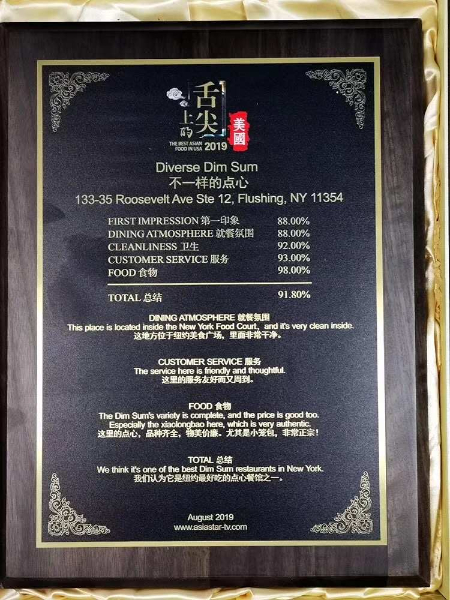 舌尖上的美國
THE BEST ASIAN
FOOD IN USA 2019
Diverse Dim Sum
不一样的点心
133-35 Roosevelt Ave Ste 12, Flushing, NY 11354
FIRST IMPRESSION 第一印象 88.00%
DINING ATMOSPHERE 就餐氛围 88.00%
CLEANLINESS 卫生 92.00%
CUSTOMER SERVICE 服务 93.00%
FOOD 食物 98.00%
TOTAL 总结 91.80%
DINING ATMOSPHERE 就餐氛围
This place is located inside the New York Food Court, and it's very clean inside.
这地方位于纽约美食广场，里面非常干净。
CUSTOMER SERVICE 服务
The service here is friendly and thoughtful.
这里的服务友好而又周到。
FOOD 食物
The Dim Sum's variety is complete, and the price is good too.
Especially the xiaolongbao here, which is very authentic.
这里的点心，品种齐全，物美价廉。尤其是小笼包，非常正宗！
TOTAL 总结
We think it's one of the best Dim Sum restaurants in New York.
我们认为它是纽约最好吃的点心餐馆之一。
August 2019
www.asiastar-tv.com